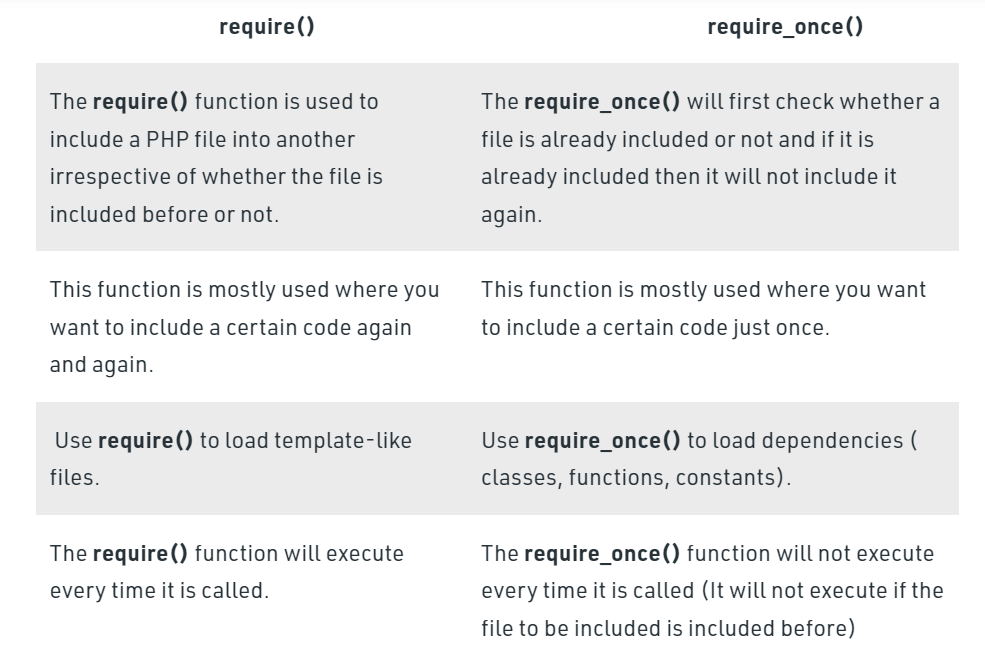 require()
require_once()
The require() function is used to
include a PHP file into another
irrespective of whether the file is
included before or not.
The require_once() will first check whether a
file is already included or not and if it is
already included then it will not include it
again.
This function is mostly used where you
want to include a certain code again
and again.
This function is mostly used where you want
to include a certain code just once.
Use require() to load template-like
files.
Use require_once() to load dependencies (
classes, functions, constants).
The require() function will execute
every time it is called.
The require_once() function will not execute
every time it is called (It will not execute if the
file to be included is included before)